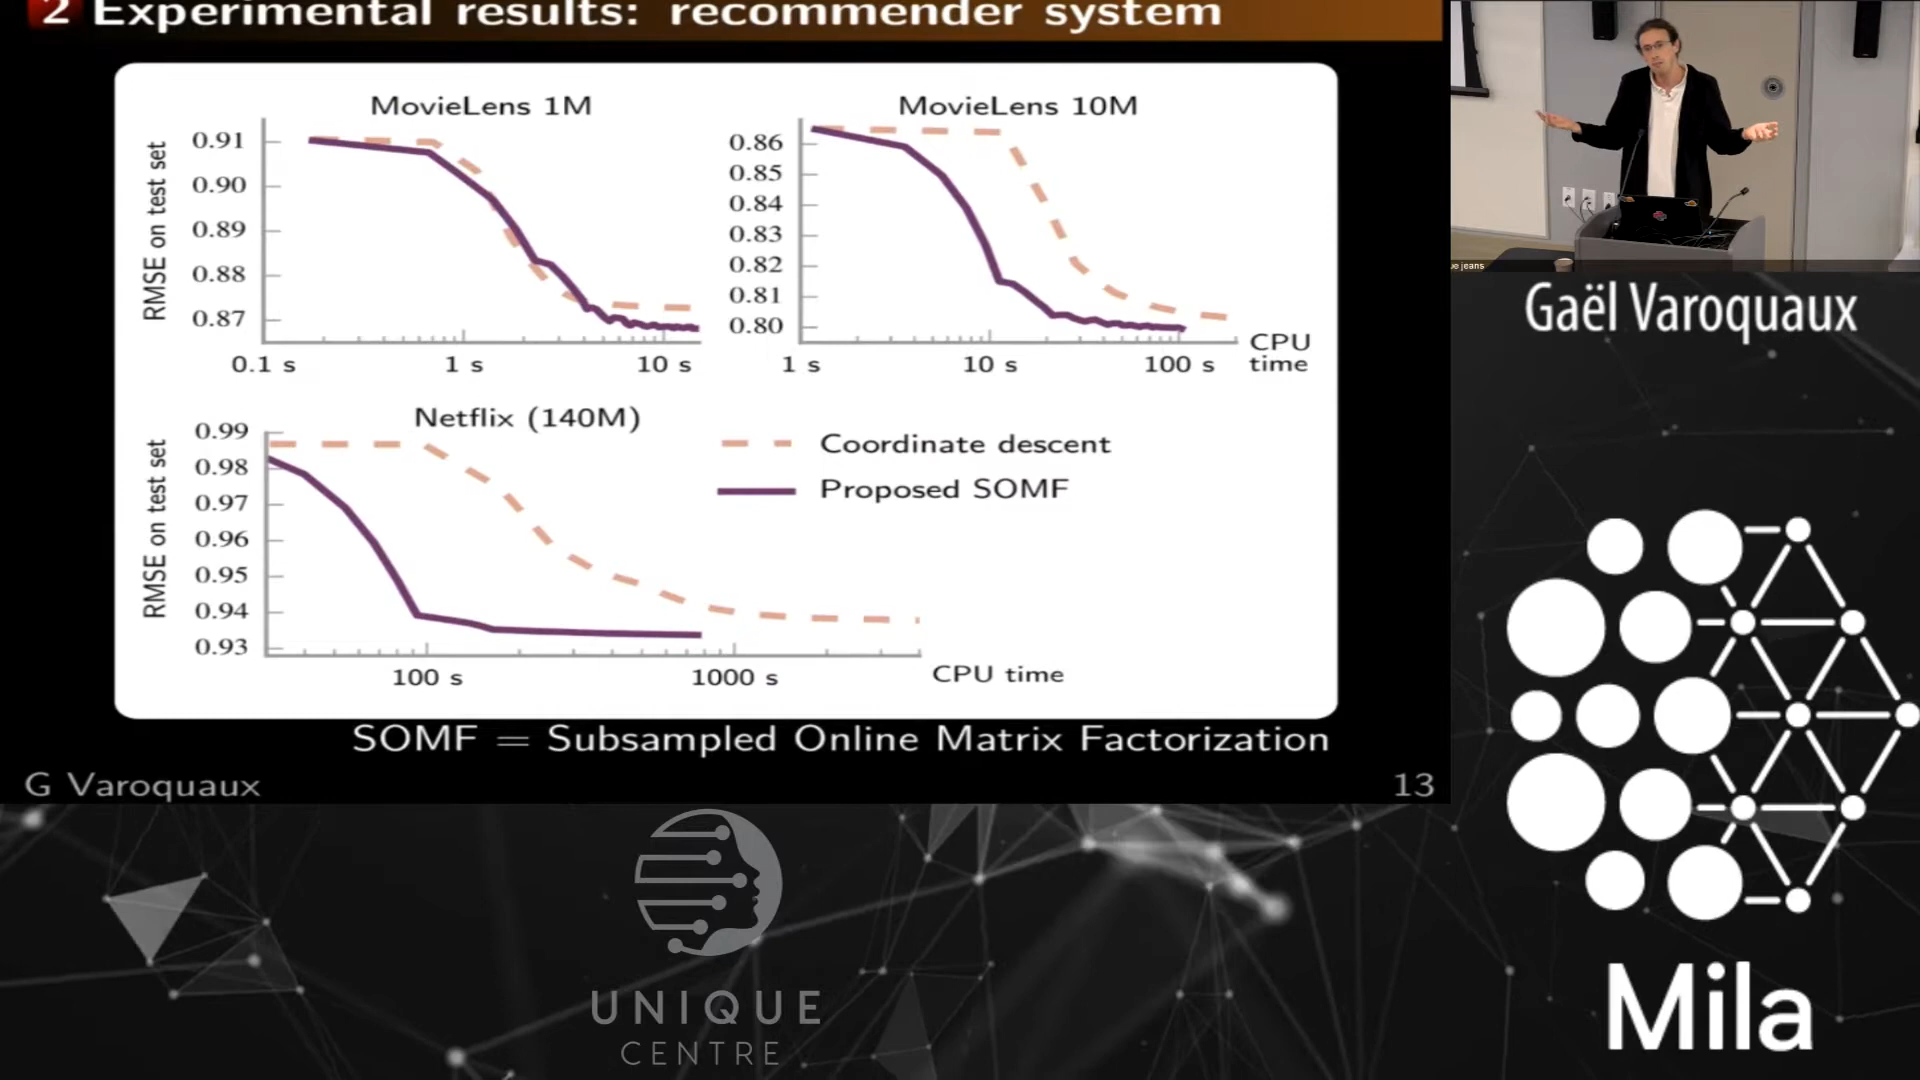 2 Experimental results: recommender system
MovieLens 1M
RMSE on test set
0.91
0.90
0.89
0.88
0.87
0.1 s
1 s
10 s
MovieLens 10M
0.86
0.85
0.84
0.83
0.82
0.81
0.80
1 s
10 s
100 s
CPU
time
Netflix (140M)
RMSE on test set
0.99
0.98
0.97
0.96
0.95
0.94
0.93
100 s
1000 s
CPU time
Coordinate descent
Proposed SOMF
SOMF = Subsampled Online Matrix Factorization
G Varoquaux
13
ue jeans
Gaël Varoquaux
UNIQUE
CENTRE
Mila